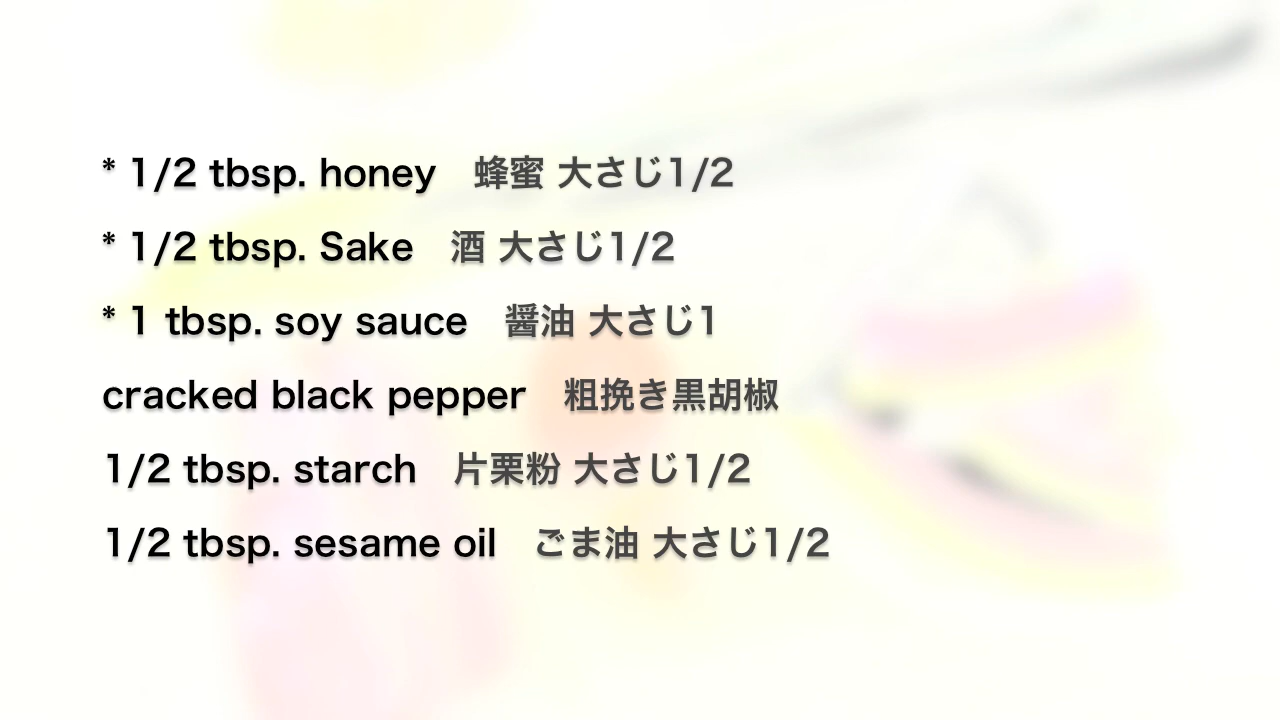 * 1/2 tbsp. honey　蜂蜜 大さじ1/2
* 1/2 tbsp. Sake　酒 大さじ1/2
* 1 tbsp. soy sauce　醤油 大さじ1
cracked black pepper　粗挽き黒胡椒
1/2 tbsp. starch　片栗粉 大さじ1/2
1/2 tbsp. sesame oil　ごま油 大さじ1/2